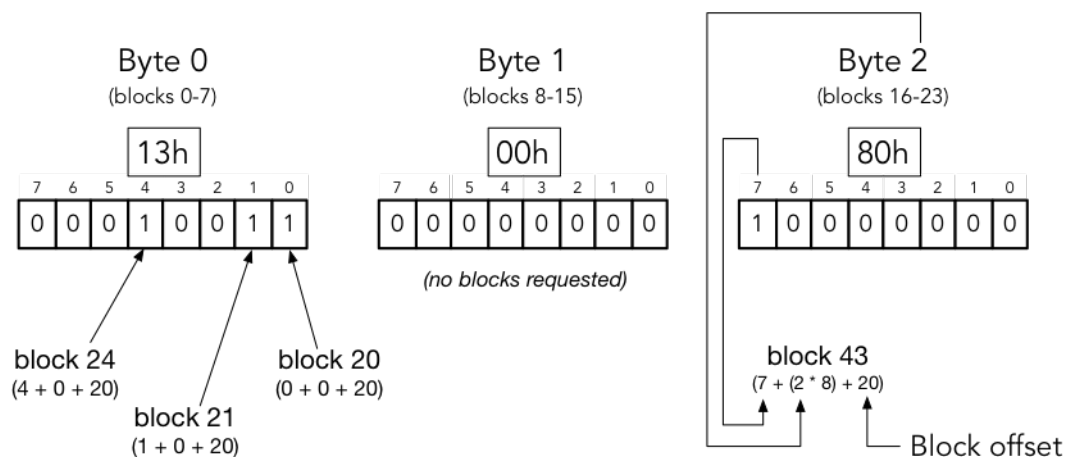 Byte 0
(blocks 0-7)
13h
7 6 5 4 3 2 1 0
0 0 0 1 0 0 1 1
block 24
(4 + 0 + 20)
block 21
(1 + 0 + 20)
block 20
(0 + 0 + 20)
Byte 1
(blocks 8-15)
00h
7 6 5 4 3 2 1 0
0 0 0 0 0 0 0 0
(no blocks requested)
Byte 2
(blocks 16-23)
80h
7 6 5 4 3 2 1 0
1 0 0 0 0 0 0 0
block 43
(7 + (2 * 8) + 20)
Block offset